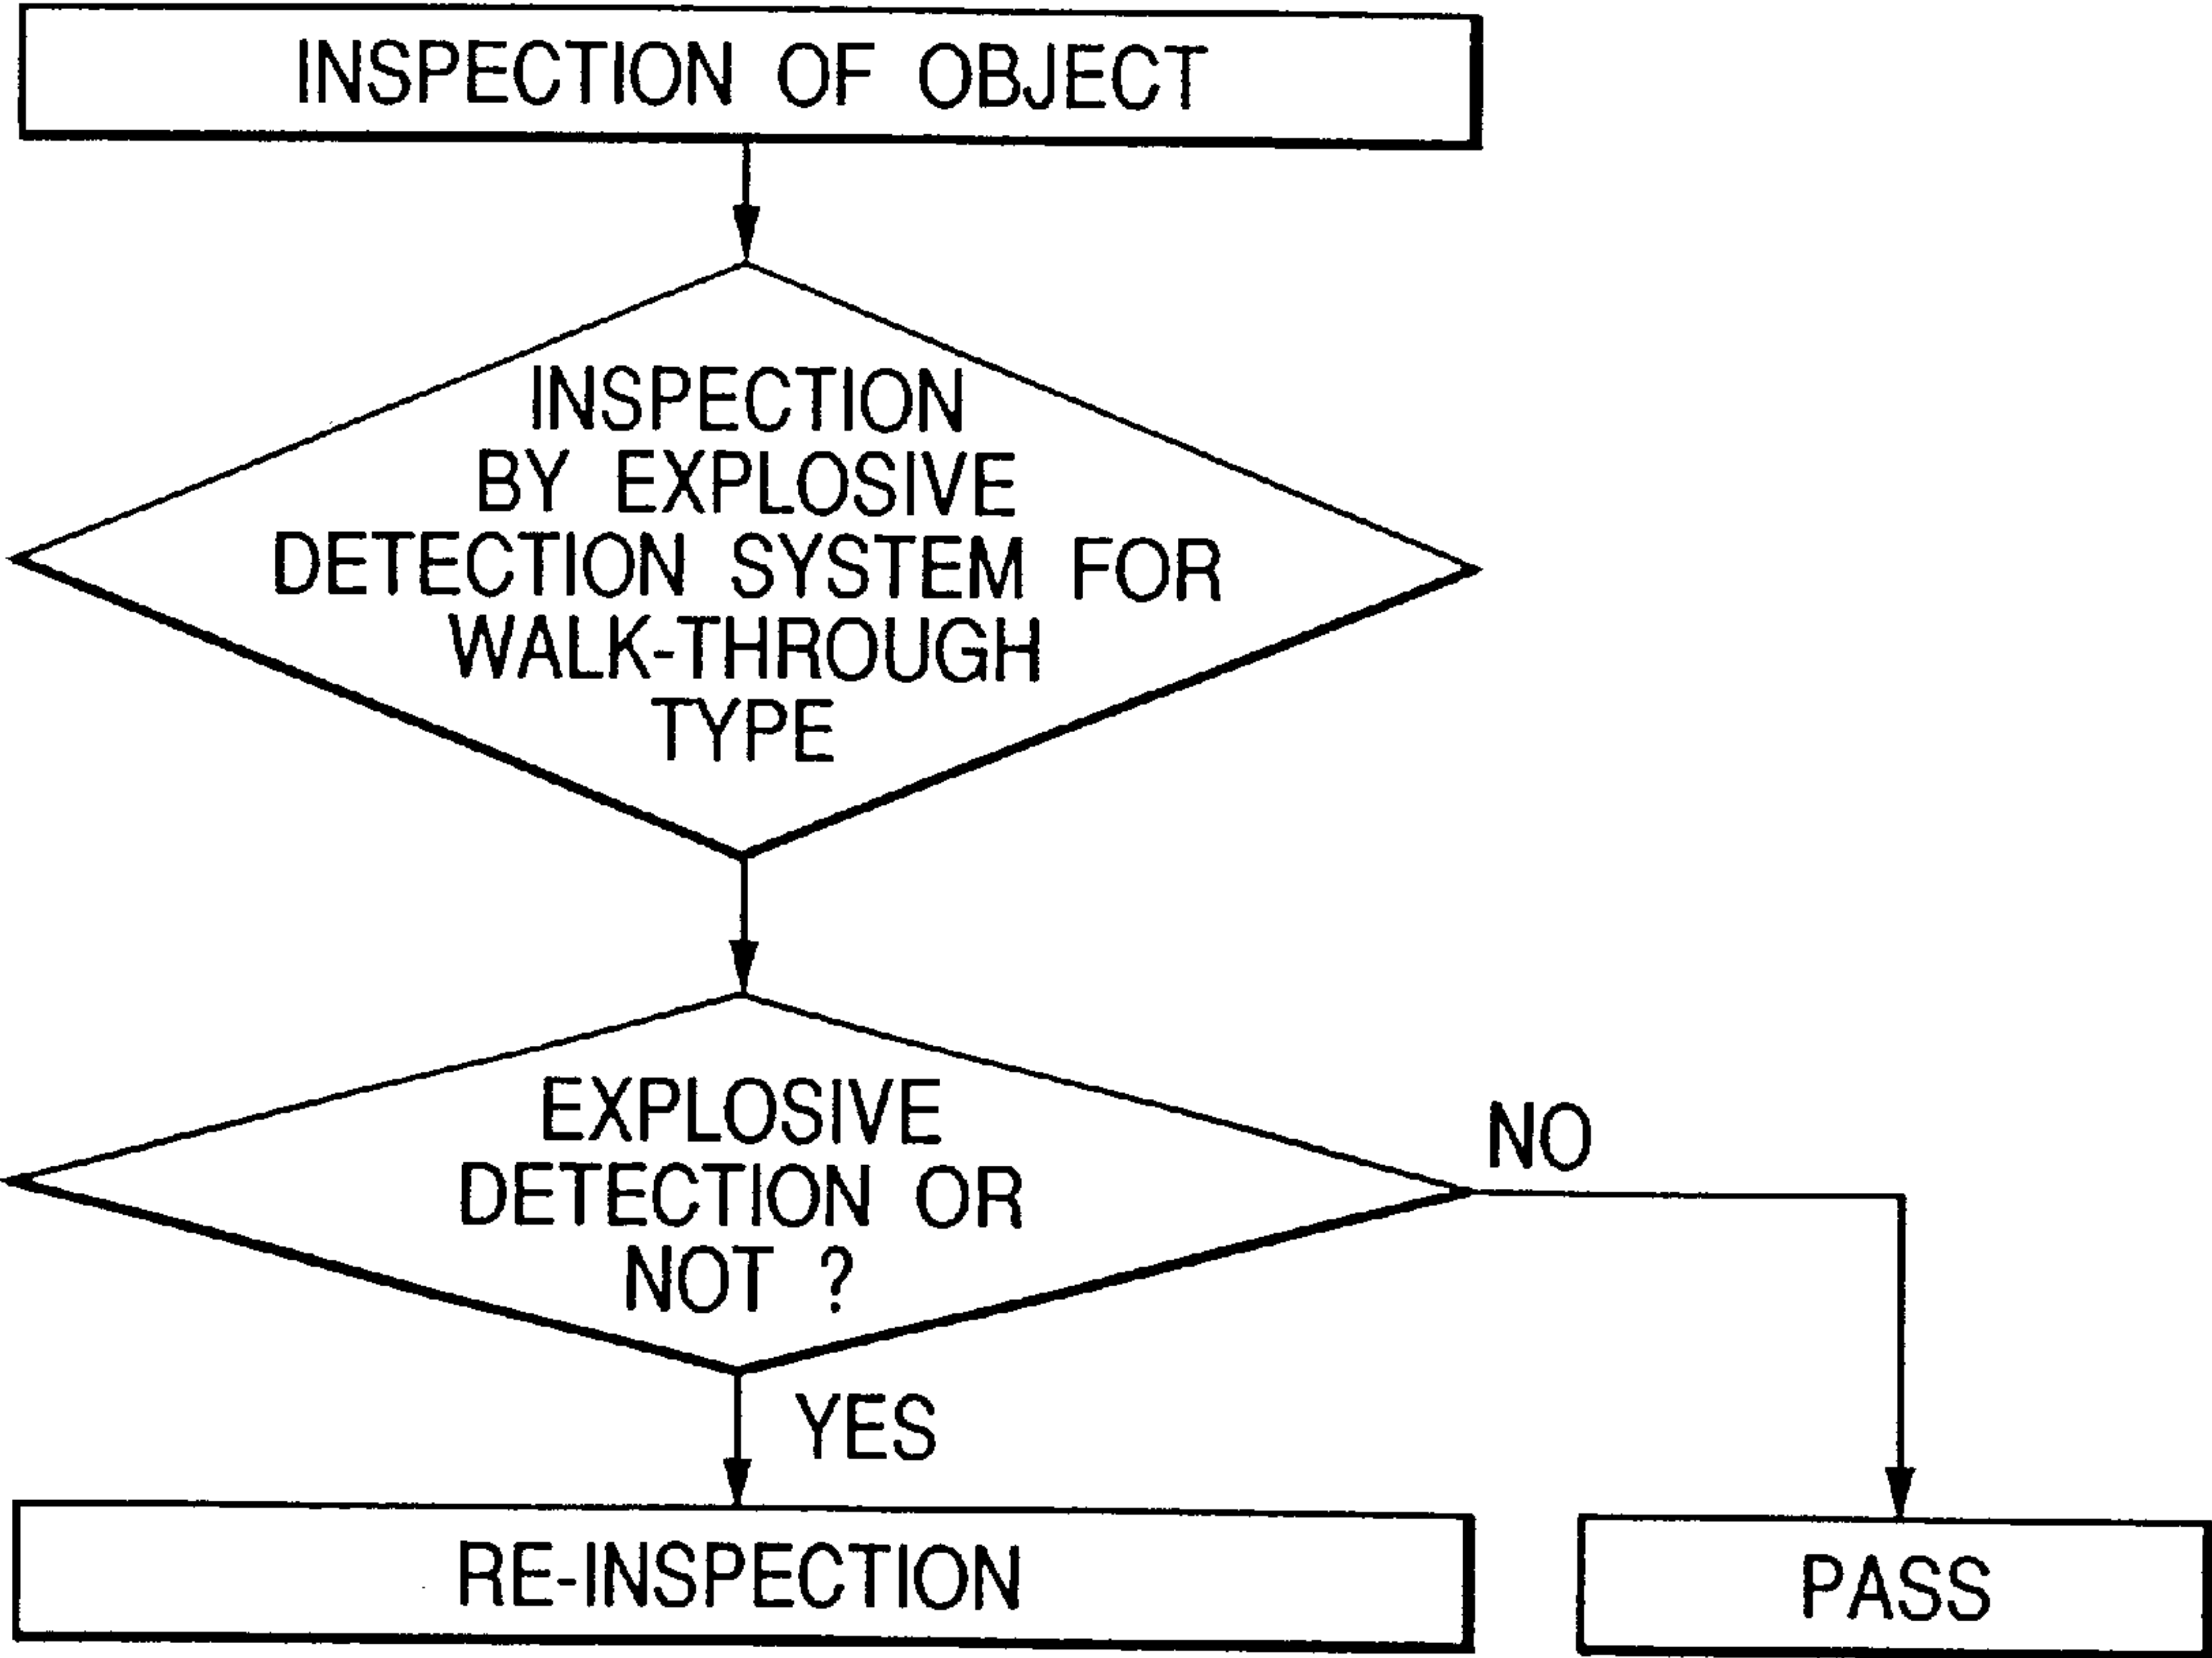 INSPECTION OF OBJECT
INSPECTION
BY EXPLOSIVE
DETECTION SYSTEM FOR
WALK-THROUGH
TYPE
EXPLOSIVE
DETECTION OR
NOT ?
NO
YES
RE-INSPECTION
PASS